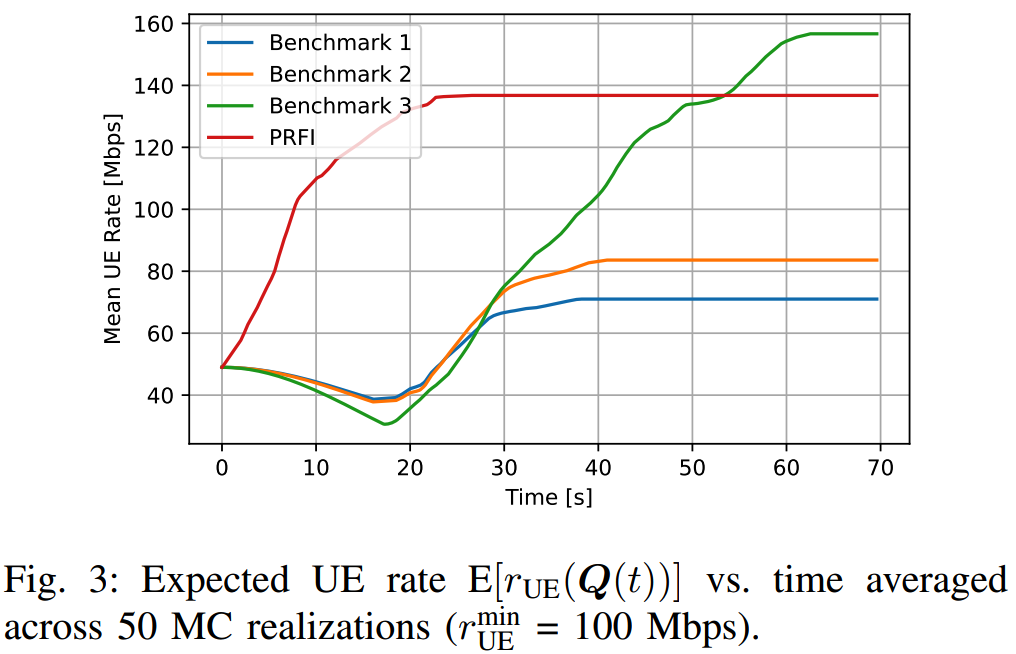 160
140
120
100
80
60
40
Mean UE Rate [Mbps]
Benchmark 1
Benchmark 2
Benchmark 3
PRFI
0 10 20 30 40 50 60 70
Time [s]
Fig. 3: Expected UE rate E[r_UE(Q(t))] vs. time averaged
across 50 MC realizations (r_UE^min = 100 Mbps).